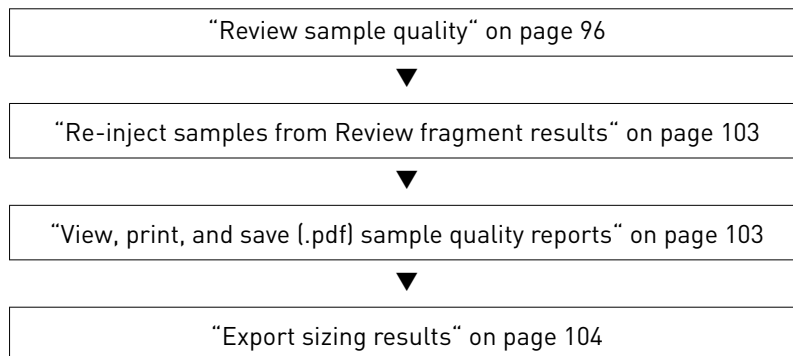 “Review sample quality“ on page 96
“Re-inject samples from Review fragment results“ on page 103
“View, print, and save (.pdf) sample quality reports“ on page 103
“Export sizing results“ on page 104